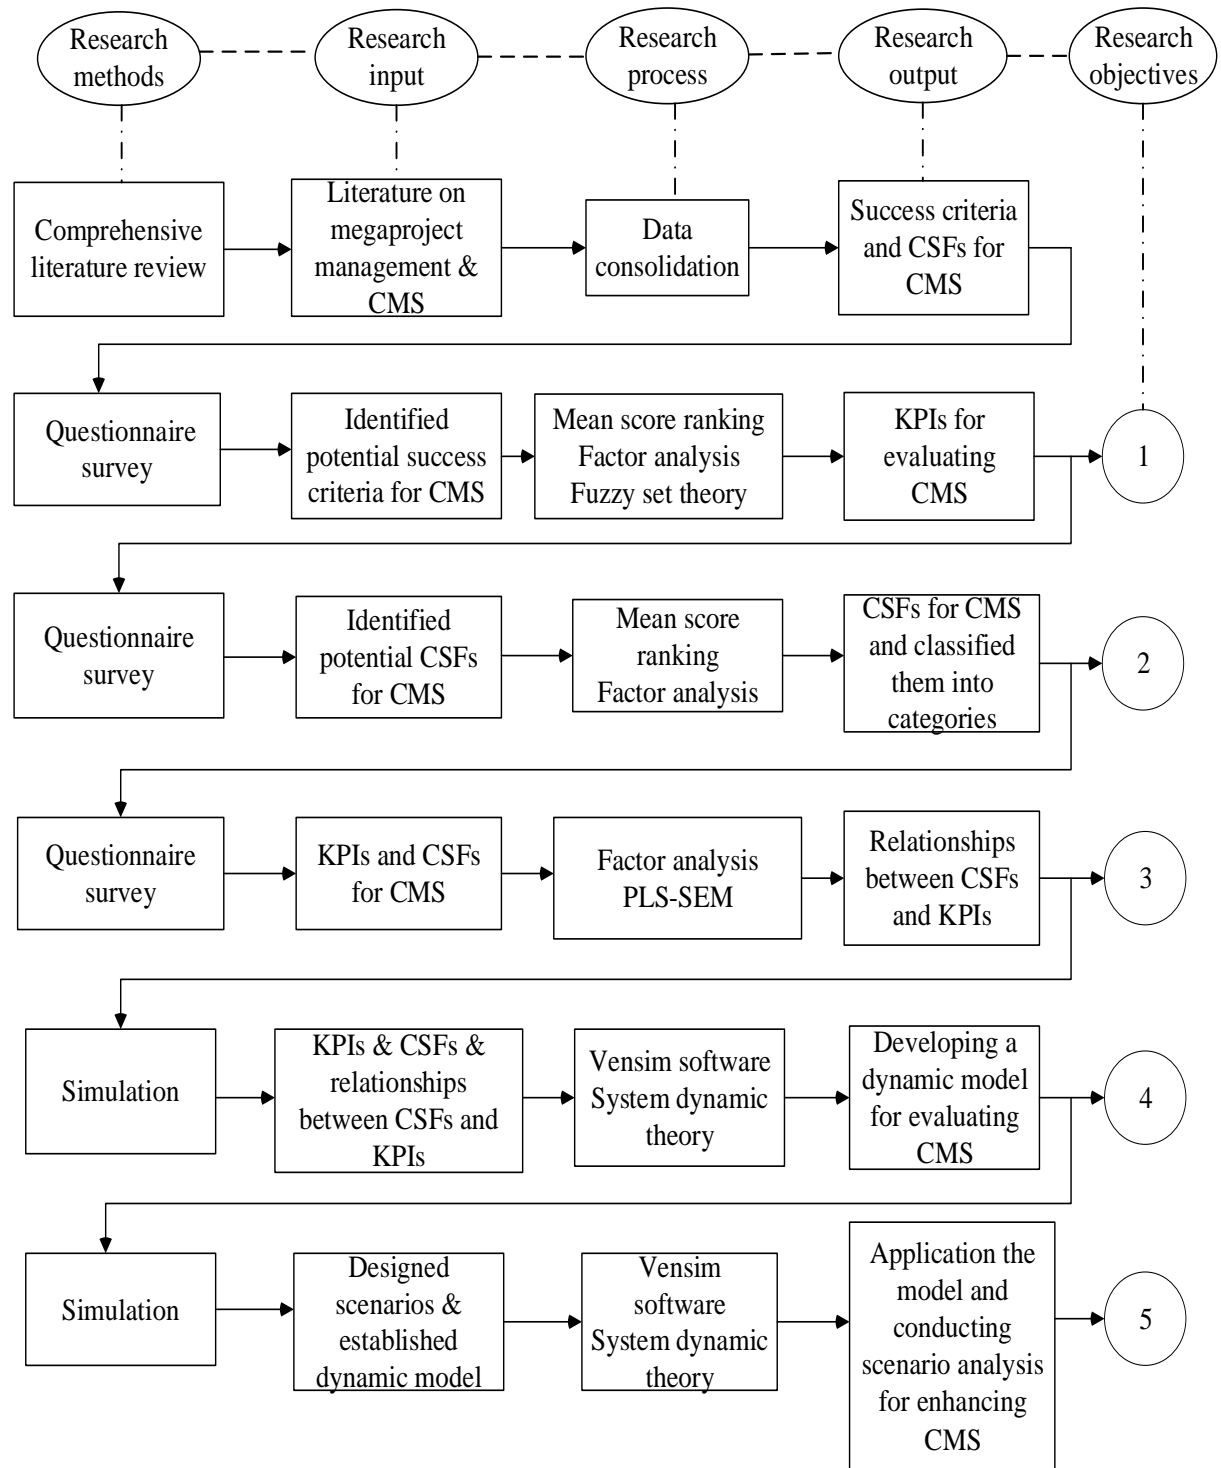 Research
methods
Research
input
Research
process
Research
output
Research
objectives
Comprehensive
literature review
Literature on
megaproject
management &
CMS
Data
consolidation
Success criteria
and CSFs for
CMS
Questionnaire
survey
Identified
potential success
criteria for CMS
Mean score ranking
Factor analysis
Fuzzy set theory
KPIs for
evaluating
CMS
1
Questionnaire
survey
Identified
potential CSFs
for CMS
Mean score
ranking
Factor analysis
CSFs for CMS
and classified
them into
categories
2
Questionnaire
survey
KPIs and CSFs
for CMS
Factor analysis
PLS-SEM
Relationships
between CSFs
and KPIs
3
Simulation
KPIs & CSFs &
relationships
between CSFs and
KPIs
Vensim software
System dynamic
theory
Developing a
dynamic model
for evaluating
CMS
4
Simulation
Designed
scenarios &
established
dynamic model
Vensim
software
System dynamic
theory
Application the
model and
conducting
scenario analysis
for enhancing
CMS
5